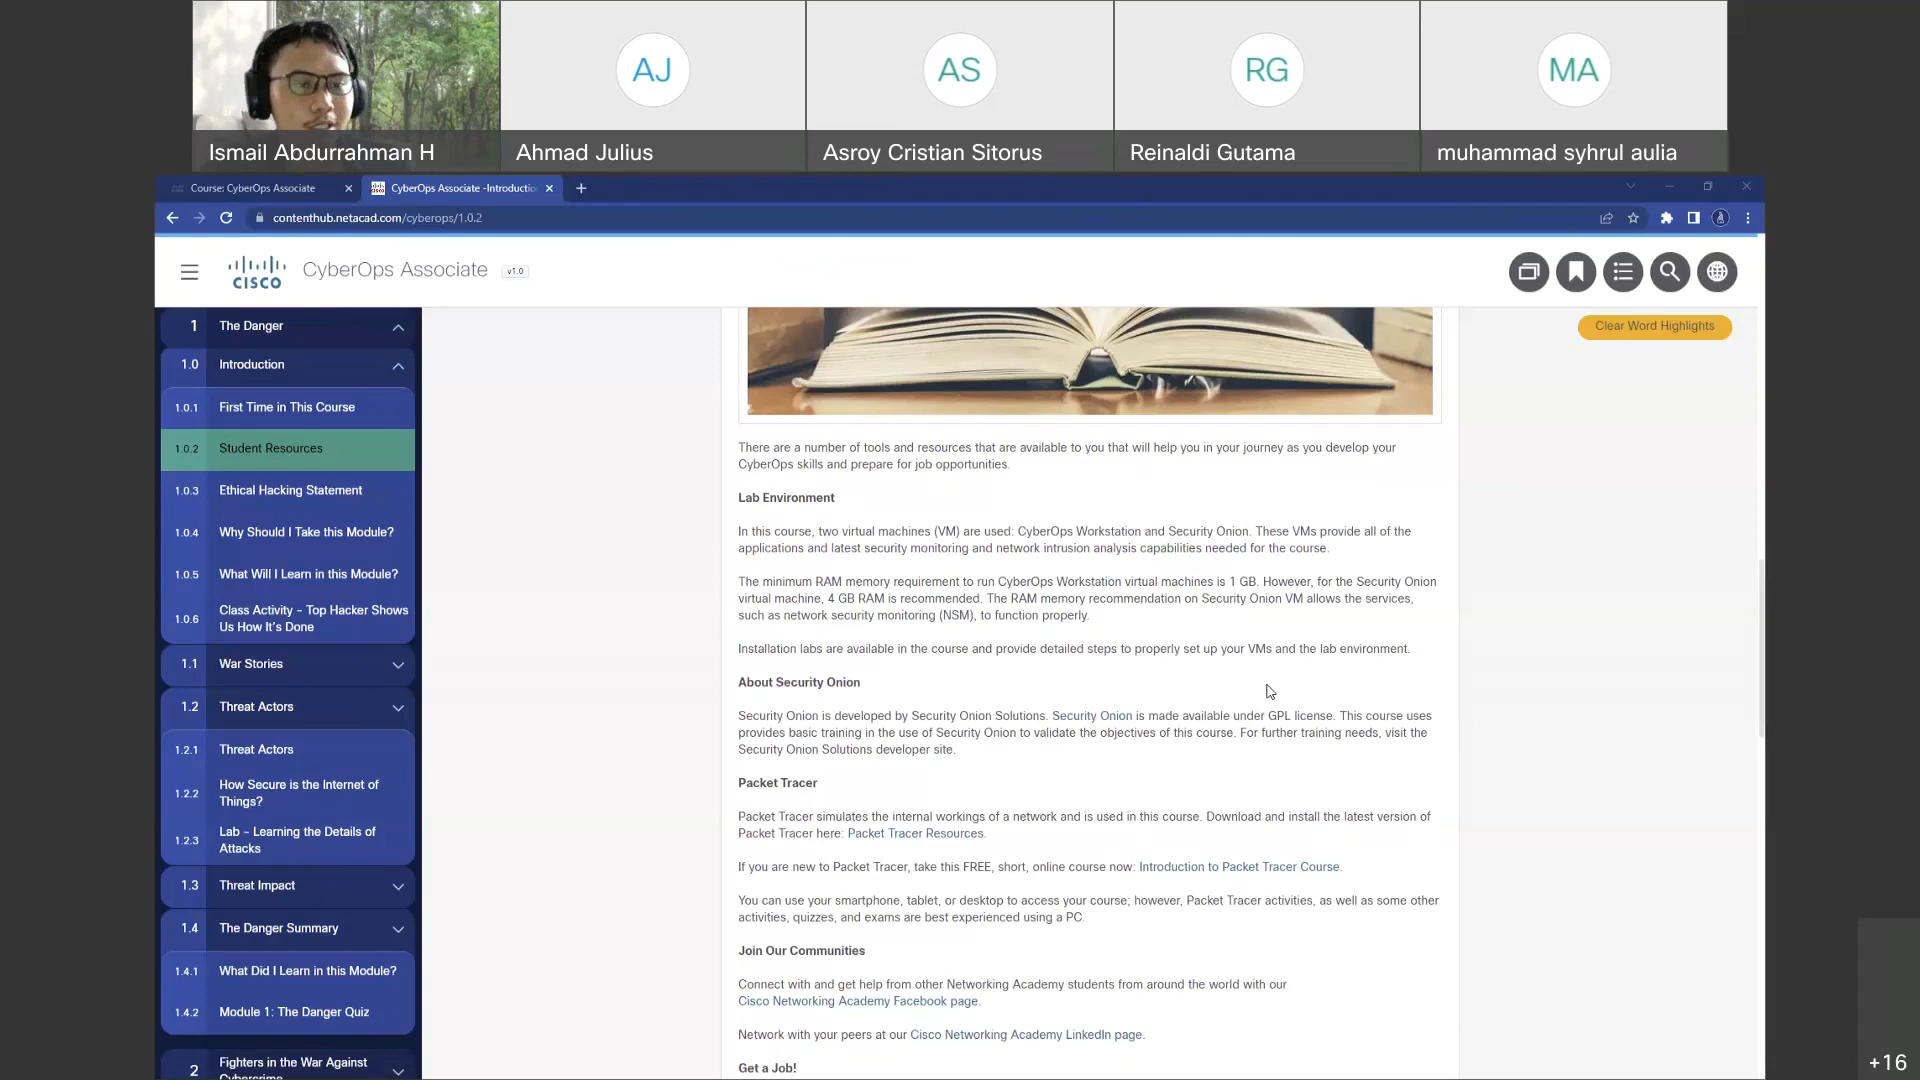 AJ
AS
RG
MA
Ismail Abdurrahman H
Ahmad Julius
Asroy Cristian Sitorus
Reinaldi Gutama
muhammad syhrul aulia
Course: CyberOps Associate
CyberOps Associate -Introductio
contenthub.netacad.com/cyberops/1.0.2
CISCO
CyberOps Associate
v1.0
Clear Word Highlights
1 The Danger
1.0 Introduction
1.0.1 First Time in This Course
1.0.2 Student Resources
1.0.3 Ethical Hacking Statement
1.0.4 Why Should I Take this Module?
1.0.5 What Will I Learn in this Module?
1.0.6 Class Activity - Top Hacker Shows
Us How It's Done
1.1 War Stories
1.2 Threat Actors
1.2.1 Threat Actors
1.2.2 How Secure is the Internet of
Things?
1.2.3 Lab - Learning the Details of
Attacks
1.3 Threat Impact
1.4 The Danger Summary
1.4.1 What Did I Learn in this Module?
1.4.2 Module 1: The Danger Quiz
2 Fighters in the War Against
Cybercrime
There are a number of tools and resources that are available to you that will help you in your journey as you develop your
CyberOps skills and prepare for job opportunities.
Lab Environment
In this course, two virtual machines (VM) are used: CyberOps Workstation and Security Onion. These VMs provide all of the
applications and latest security monitoring and network intrusion analysis capabilities needed for the course.
The minimum RAM memory requirement to run CyberOps Workstation virtual machines is 1 GB. However, for the Security Onion
virtual machine, 4 GB RAM is recommended. The RAM memory recommendation on Security Onion VM allows the services,
such as network security monitoring (NSM), to function properly.
Installation labs are available in the course and provide detailed steps to properly set up your VMs and the lab environment.
About Security Onion
Security Onion is developed by Security Onion Solutions. Security Onion is made available under GPL license. This course uses
provides basic training in the use of Security Onion to validate the objectives of this course. For further training needs, visit the
Security Onion Solutions developer site.
Packet Tracer
Packet Tracer simulates the internal workings of a network and is used in this course. Download and install the latest version of
Packet Tracer here: Packet Tracer Resources.
If you are new to Packet Tracer, take this FREE, short, online course now: Introduction to Packet Tracer Course.
You can use your smartphone, tablet, or desktop to access your course; however, Packet Tracer activities, as well as some other
activities, quizzes, and exams are best experienced using a PC.
Join Our Communities
Connect with and get help from other Networking Academy students from around the world with our
Cisco Networking Academy Facebook page.
Network with your peers at our Cisco Networking Academy LinkedIn page.
Get a Job!
+16